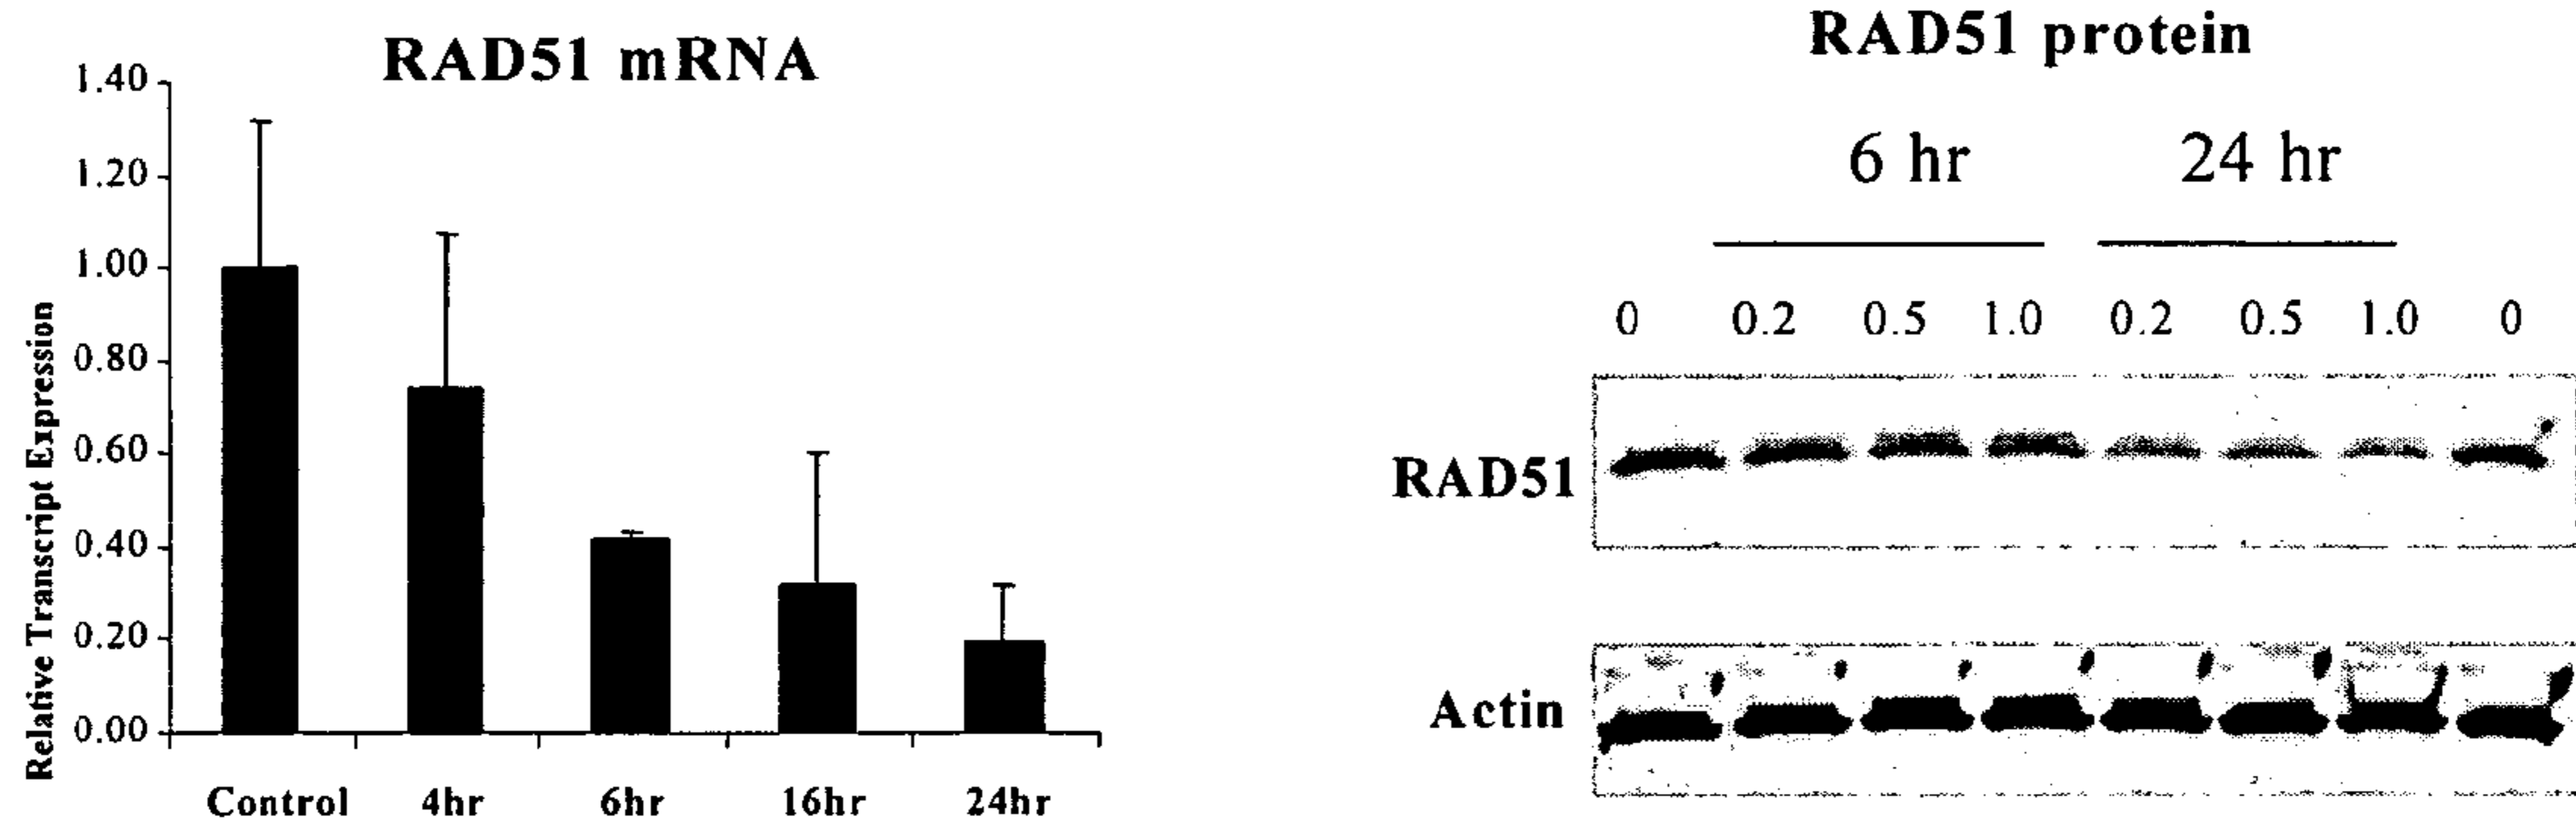 RAD51 mRNA
1.40
1.20
1.00
0.80
0.60
0.40
0.20
0.00
Relative Transcript Expression
Control 4hr 6hr 16hr 24hr
RAD51 protein
6 hr 24 hr
0 0.2 0.5 1.0 0.2 0.5 1.0 0
RAD51
Actin